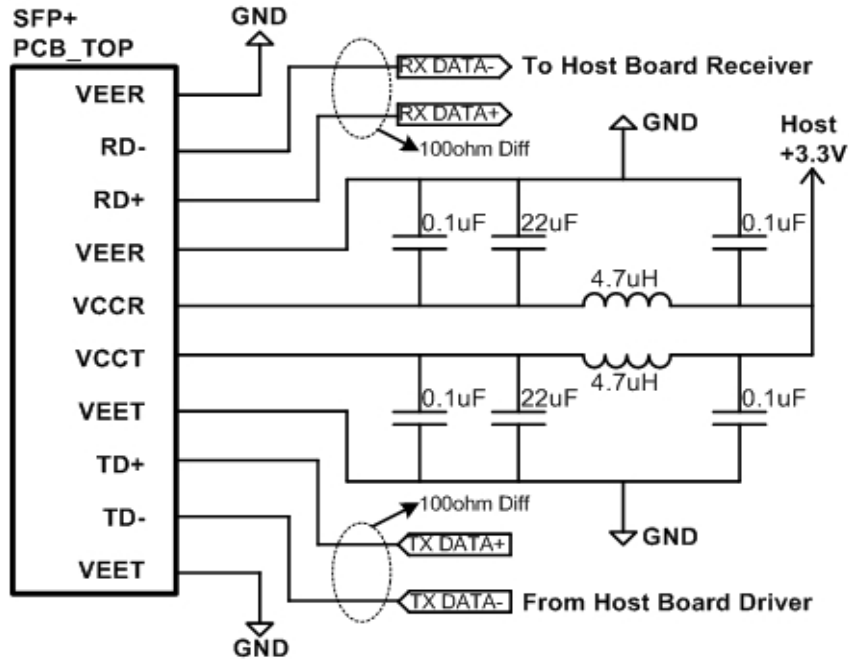 SFP+
PCB_TOP
GND
VEER
RD-
RD+
VEER
VCCR
VCCT
VEET
TD+
TD-
VEET
GND
RX DATA-
To Host Board Receiver
RX DATA+
100ohm Diff
GND
Host
+3.3V
0.1uF
22uF
0.1uF
4.7uH
4.7uH
0.1uF
22uF
0.1uF
100ohm Diff
GND
TX DATA+
TX DATA-
From Host Board Driver